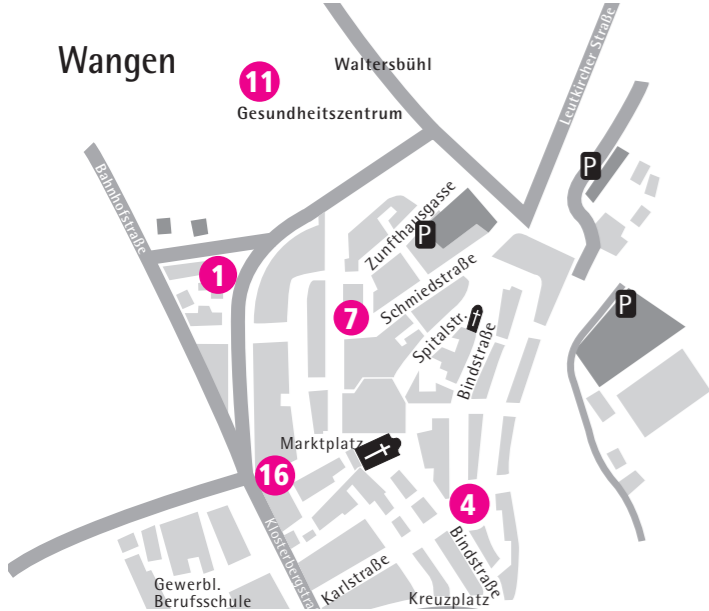 Wangen
Waltersbühl
Leutkircher Straße
11
Gesundheitszentrum
Bahnhofstraße
P
Zunfthausgasse
P
1
Schmiedstraße
7
P
Spitalstr.
Bindstraße
Marktplatz
16
4
Klosterbergstra
Bindstraße
Karlstraße
Gewerbl.
Berufsschule
Kreuzplatz